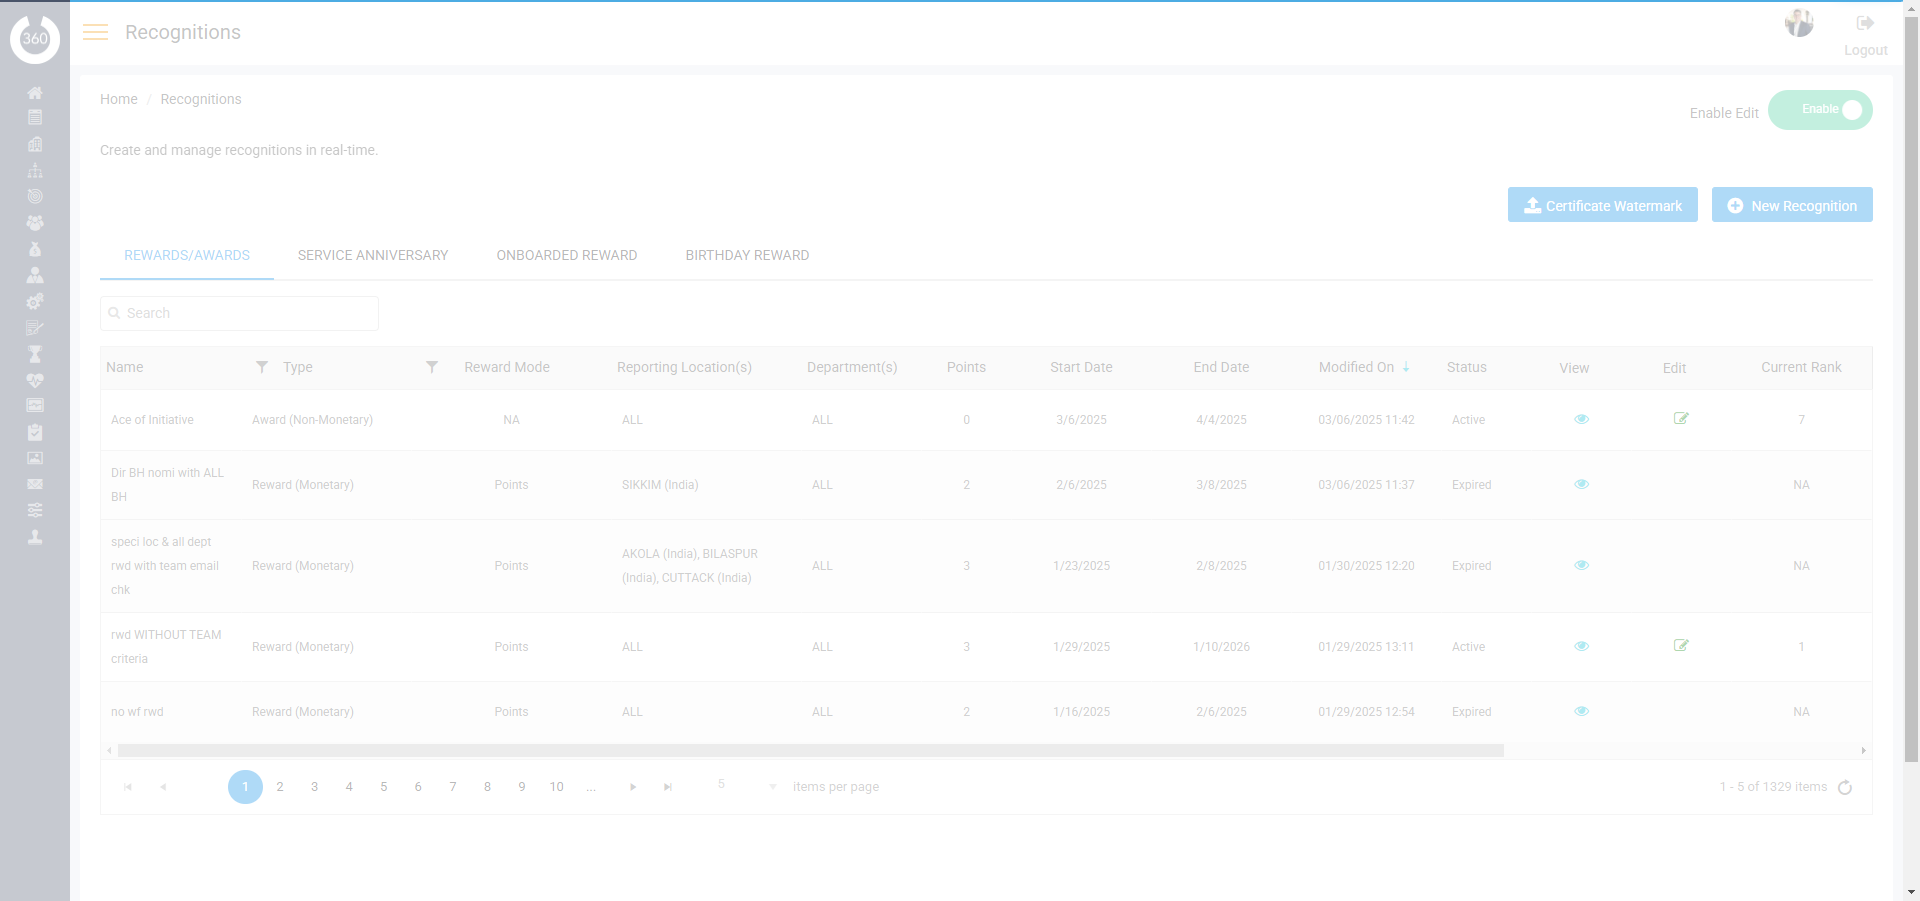 360
Recognitions
Logout
Home / Recognitions
Enable Edit
Enable
Create and manage recognitions in real-time.
Certificate Watermark
New Recognition
REWARDS/AWARDS SERVICE ANNIVERSARY ONBOARDED REWARD BIRTHDAY REWARD
Search
Name Type Reward Mode Reporting Location(s) Department(s) Points Start Date End Date Modified On Status View Edit Current Rank
Ace of Initiative Award (Non-Monetary) NA ALL ALL 0 3/6/2025 4/4/2025 03/06/2025 11:42 Active 7
Dir BH nomi with ALL
BH
Reward (Monetary) Points SIKKIM (India) ALL 2 2/6/2025 3/8/2025 03/06/2025 11:37 Expired NA
speci loc & all dept
rwd with team email
chk
Reward (Monetary) Points
AKOLA (India), BILASPUR
(India), CUTTACK (India)
ALL 3 1/23/2025 2/8/2025 01/30/2025 12:20 Expired NA
rwd WITHOUT TEAM
criteria
Reward (Monetary) Points ALL ALL 3 1/29/2025 1/10/2026 01/29/2025 13:11 Active 1
no wf rwd Reward (Monetary) Points ALL ALL 2 1/16/2025 2/6/2025 01/29/2025 12:54 Expired NA
1 2 3 4 5 6 7 8 9 10 ... 5 items per page 1 - 5 of 1329 items